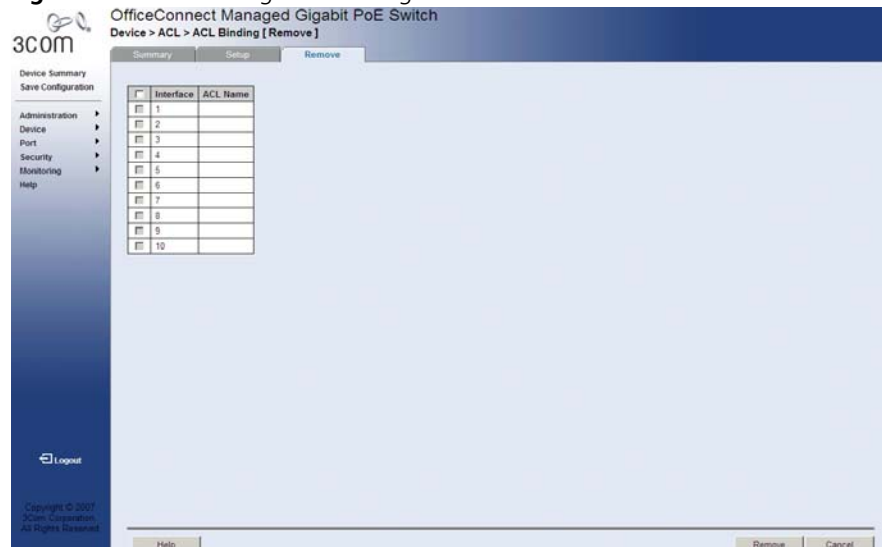 OfficeConnect Managed Gigabit PoE Switch
3COM
Device > ACL > ACL Binding [ Remove ]
Summary Setup Remove
Device Summary
Save Configuration
Administration
Device
Port
Security
Monitoring
Help
Interface ACL Name
1
2
3
4
5
6
7
8
9
10
Logout
Copyright © 2007
3Com Corporation.
All Rights Reserved.
Help Remove Cancel